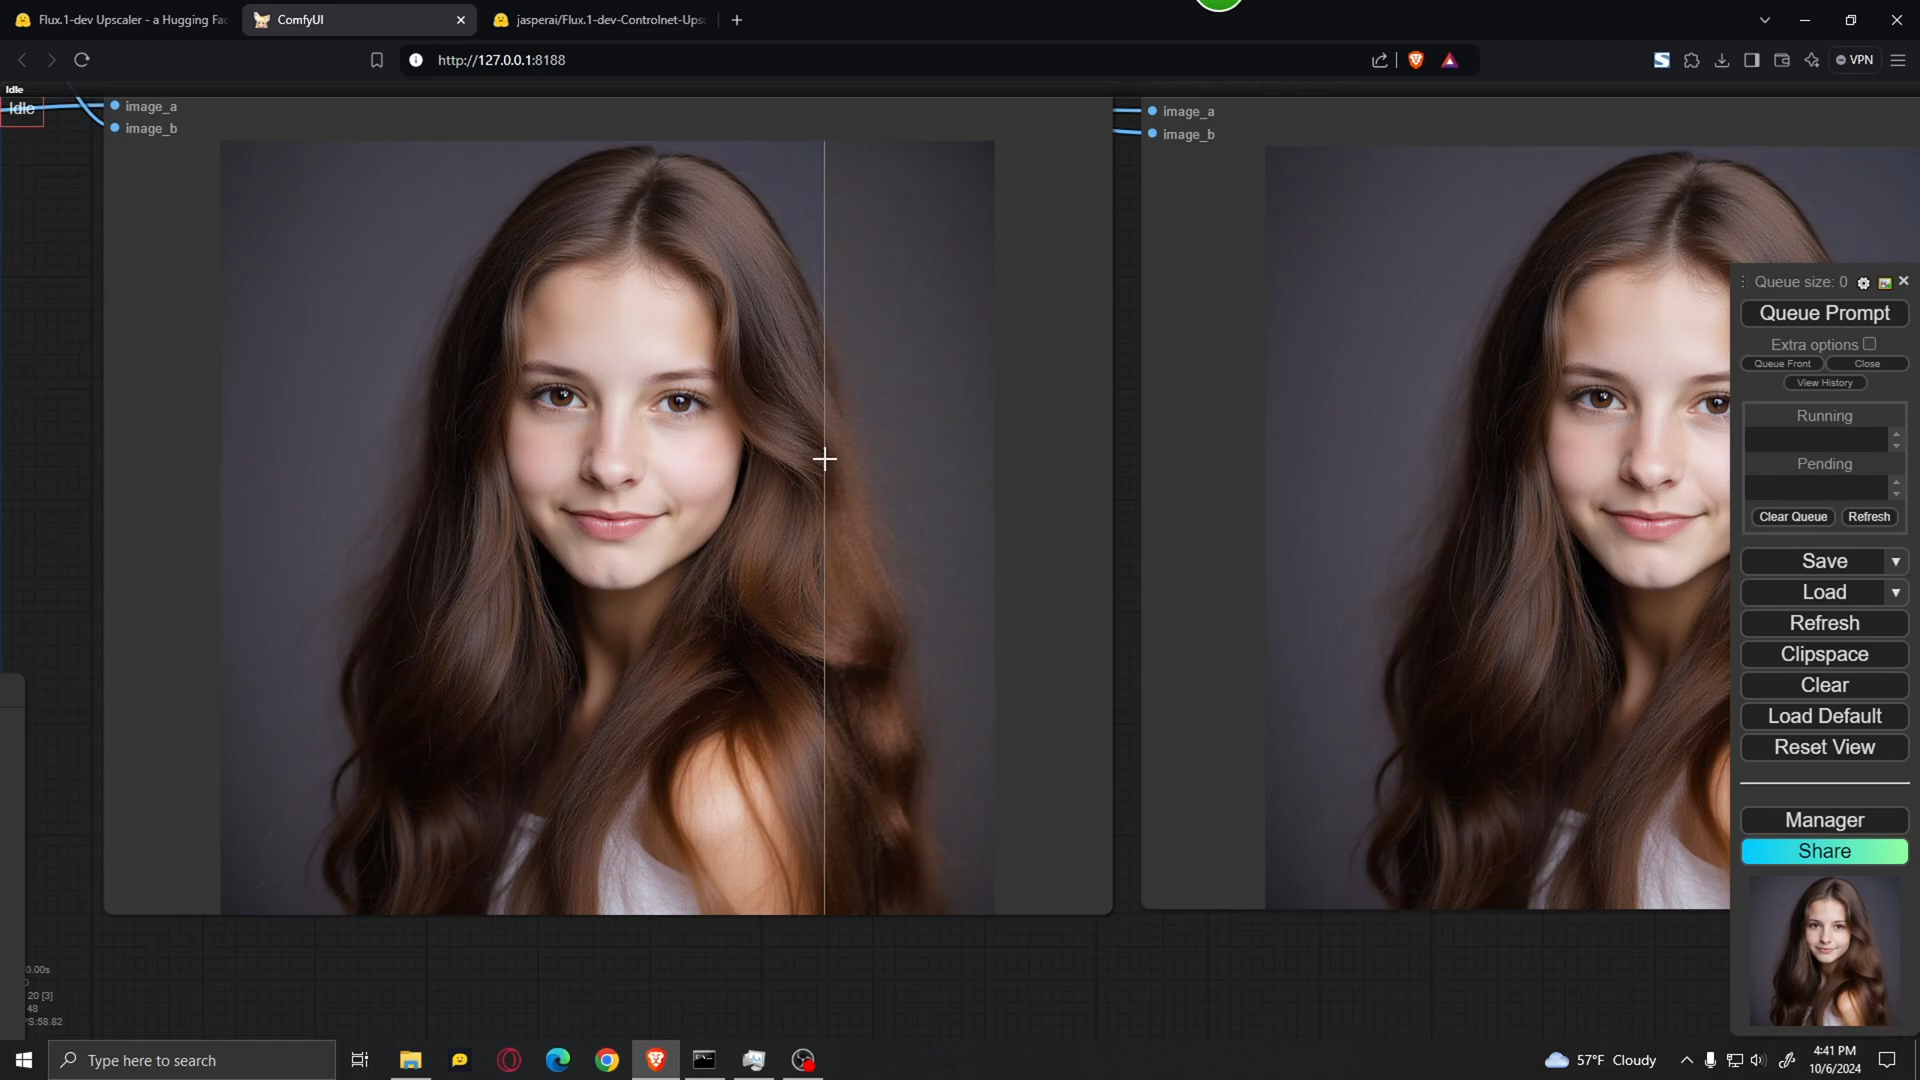 Flux.1-dev Upscaler - a Hugging Fac
ComfyUI
jasperai/Flux.1-dev-Controlnet-Ups
http://127.0.0.1:8188
VPN
Idle
Idle
image_a
image_b
image_a
image_b
Queue size: 0
Queue Prompt
Extra options
Queue Front
Close
View History
Running
Pending
Clear Queue
Refresh
Save
Load
Refresh
Clipspace
Clear
Load Default
Reset View
Manager
Share
0.00s
20 [3]
48
PS:58.82
Type here to search
57°F Cloudy
4:41 PM
10/6/2024